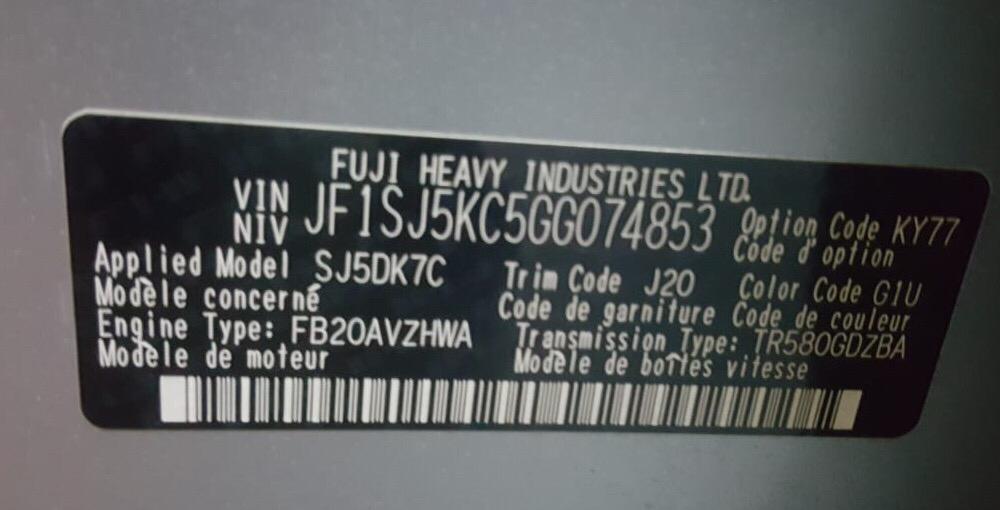 FUJI HEAVY INDUSTRIES LTD.
VIN
NIV JF1SJ5KC5GG074853
Option Code KY77
Code d'option
Applied Model SJ5DK7C
Modèle concerné
Trim Code J20
Code de garniture
Color Code G1U
Code de couleur
Engine Type: FB20AVZHWA
Modèle de moteur
Transmission Type: TR580GDZBA
Modèle de boîtes vitesse